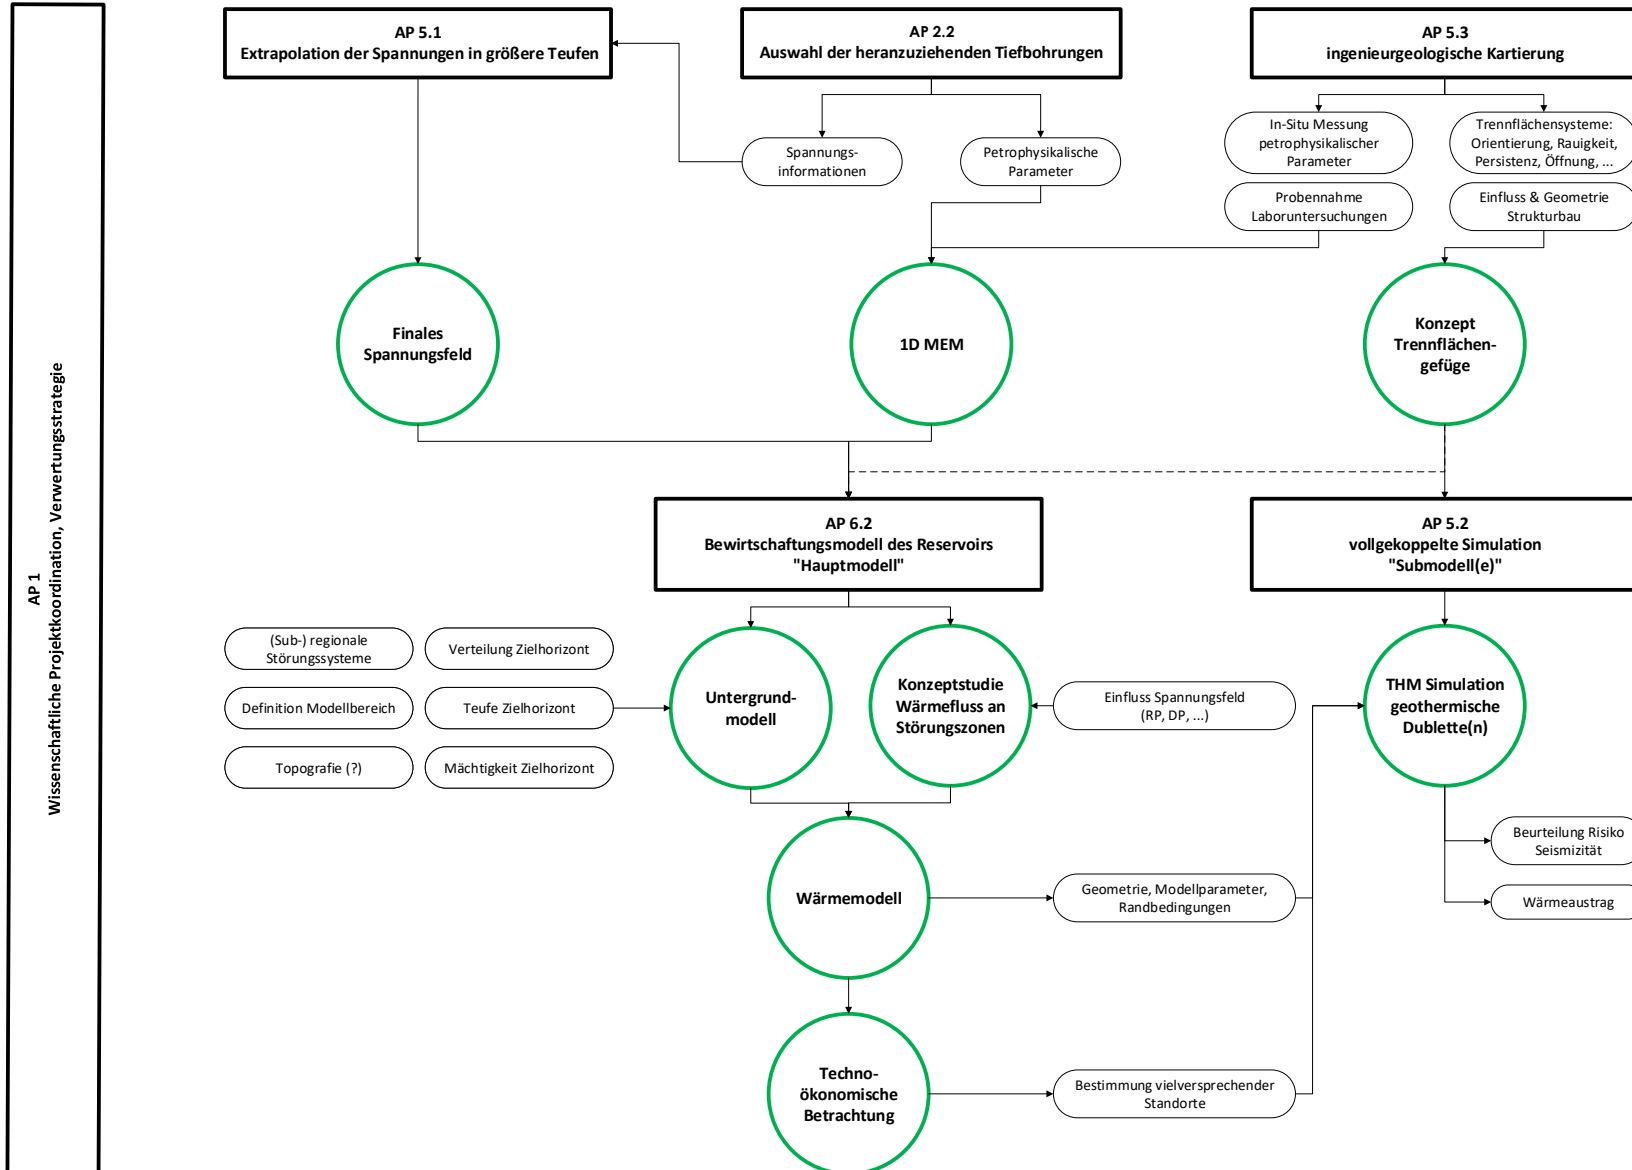 AP 1
Wissenschaftliche Projektkoordination, Verwertungsstrategie
AP 5.1
Extrapolation der Spannungen in größere Teufen
AP 2.2
Auswahl der heranzuziehenden Tiefbohrungen
AP 5.3
ingenieurgeologische Kartierung
Spannungs-
informationen
Petrophysikalische
Parameter
In-Situ Messung
petrophysikalischer
Parameter
Trennflächensysteme:
Orientierung, Rauigkeit,
Persistenz, Öffnung, ...
Probennahme
Laboruntersuchungen
Einfluss & Geometrie
Strukturbau
Finales
Spannungsfeld
1D MEM
Konzept
Trennflächen-
gefüge
AP 6.2
Bewirtschaftungsmodell des Reservoirs
"Hauptmodell"
AP 5.2
vollgekoppelte Simulation
"Submodell(e)"
(Sub-) regionale
Störungssysteme
Verteilung Zielhorizont
Definition Modellbereich
Teufe Zielhorizont
Topografie (?)
Mächtigkeit Zielhorizont
Untergrund-
modell
Konzeptstudie
Wärmefluss an
Störungszonen
Einfluss Spannungsfeld
(RP, DP, ...)
THM Simulation
geothermische
Dublette(n)
Beurteilung Risiko
Seismizität
Wärmeaustrag
Wärmemodell
Geometrie, Modellparameter,
Randbedingungen
Techno-
ökonomische
Betrachtung
Bestimmung vielversprechender
Standorte